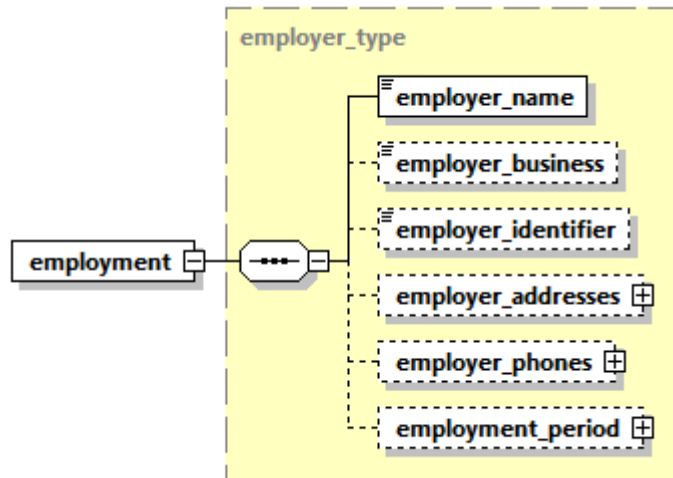 employer_type
employer_name
employer_business
employer_identifier
employment
employer_addresses
employer_phones
employment_period